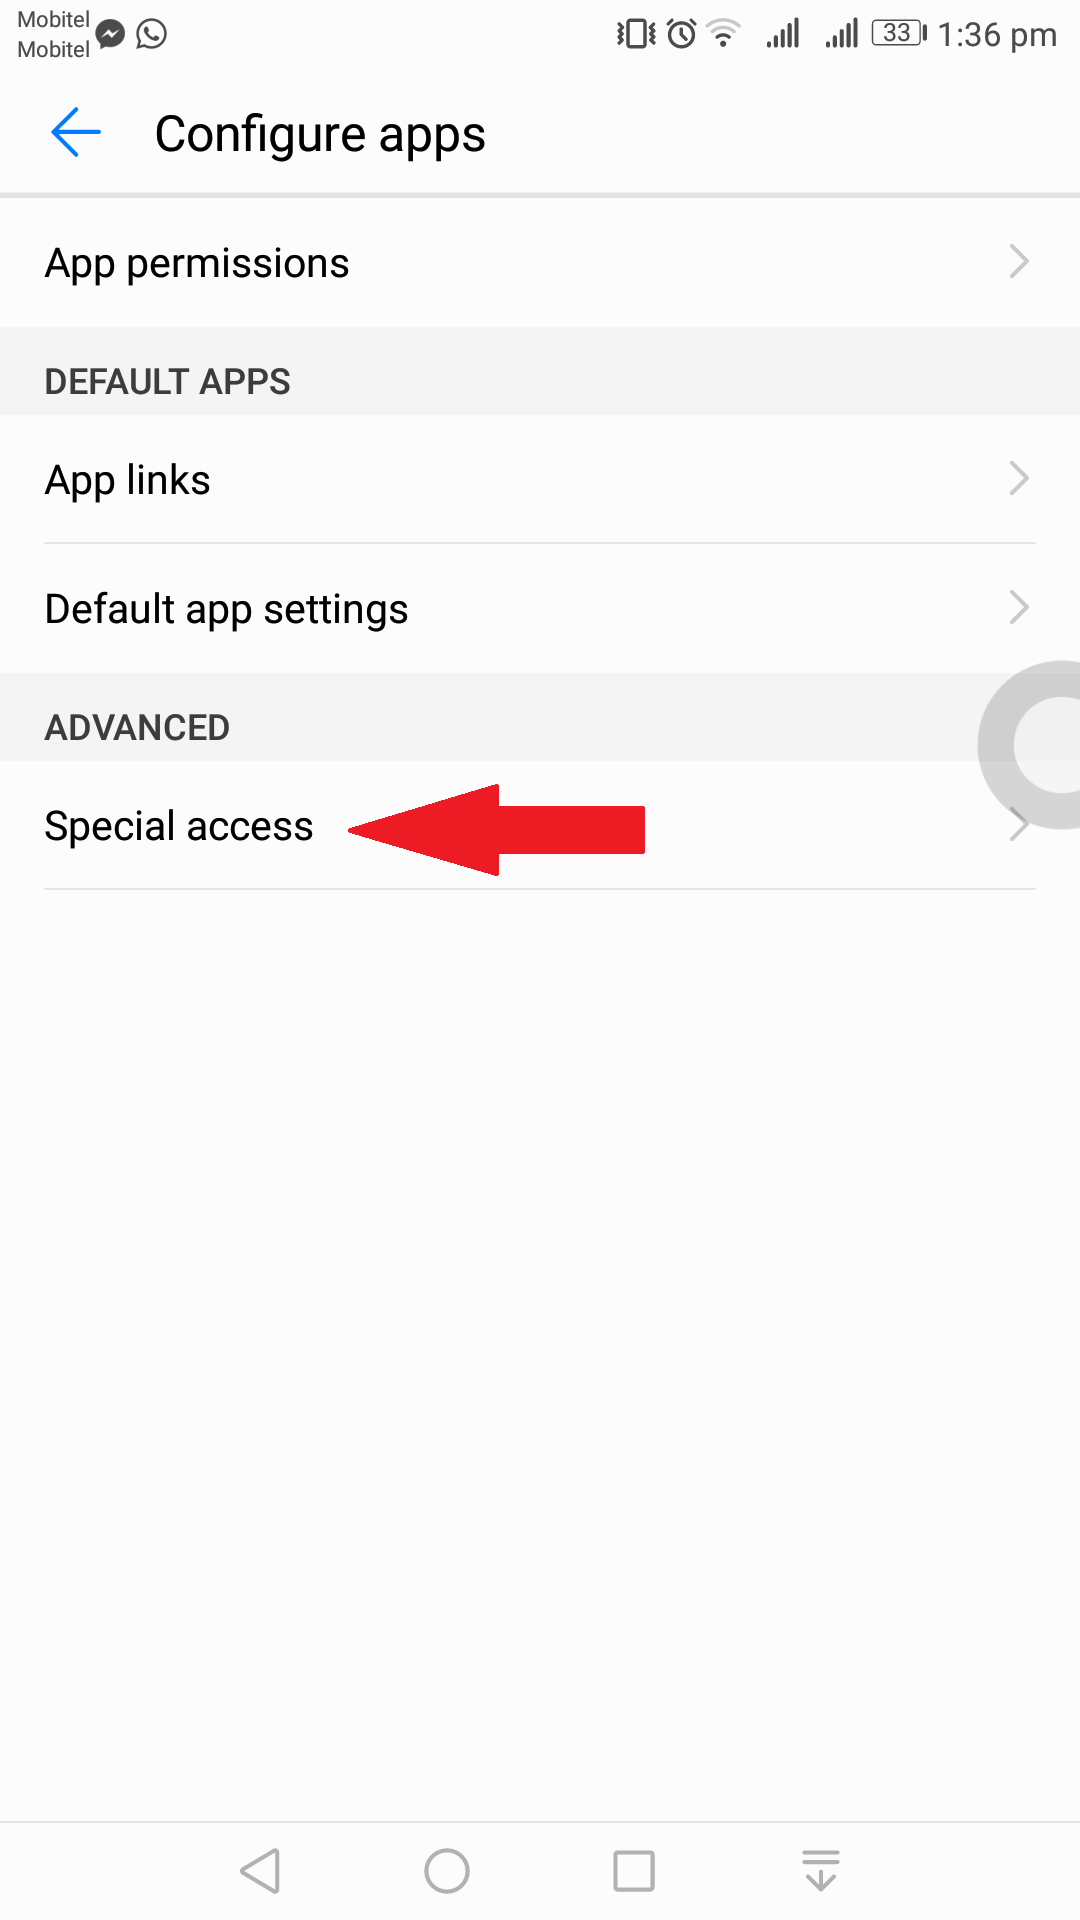 Mobitel
Mobitel
33 1:36 pm
Configure apps
App permissions
DEFAULT APPS
App links
Default app settings
ADVANCED
Special access